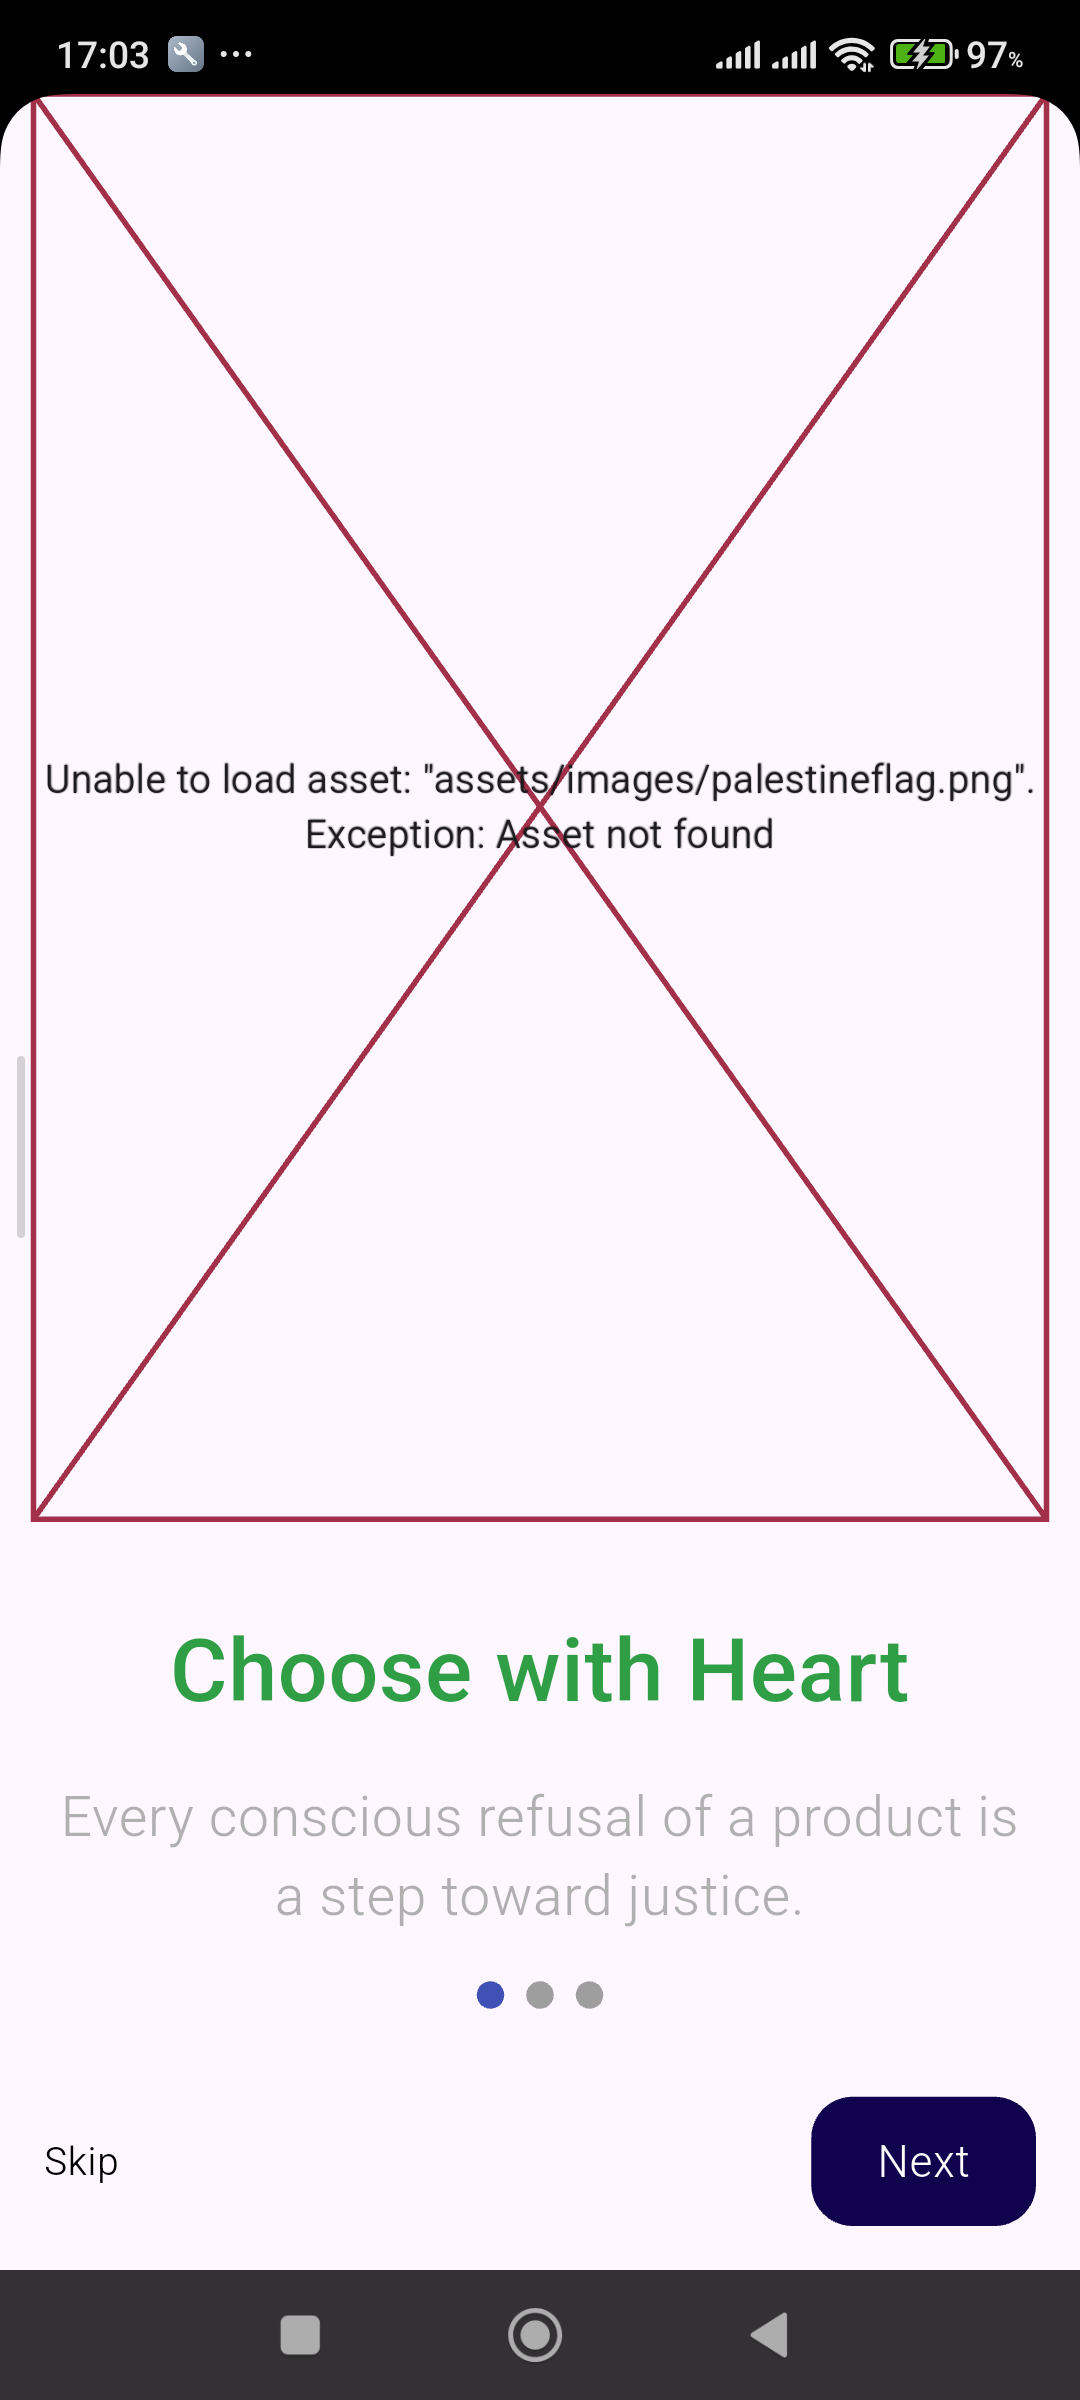 17:03 ... 97%
Unable to load asset: "assets/images/palestineflag.png".
Exception: Asset not found
Choose with Heart
Every conscious refusal of a product is
a step toward justice.
Skip
Next